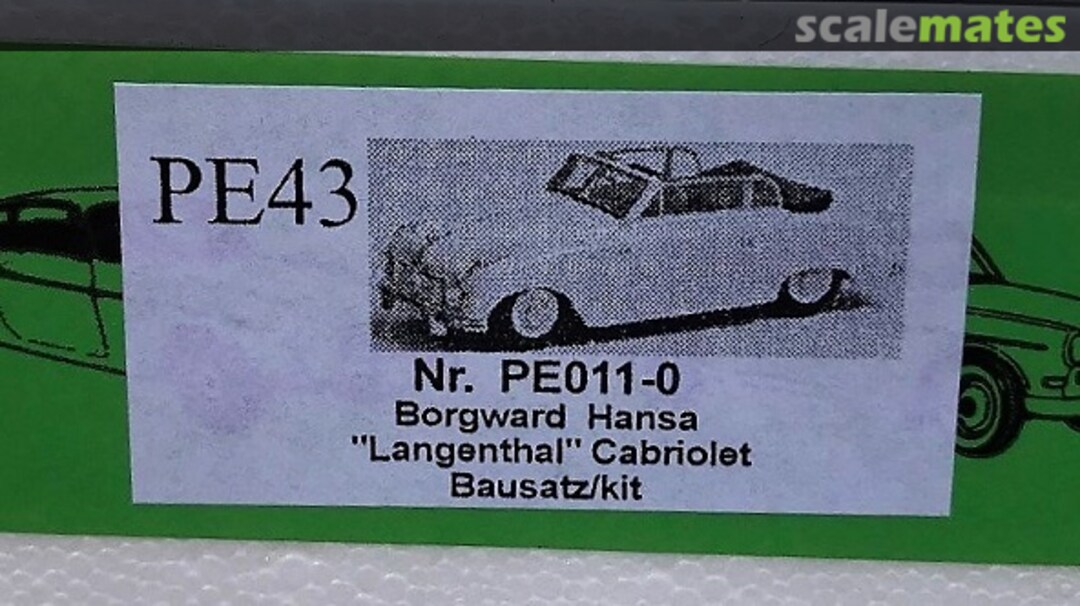 scalemates
PE43
Nr. PE011-0
Borgward Hansa
"Langenthal" Cabriolet
Bausatz/kit